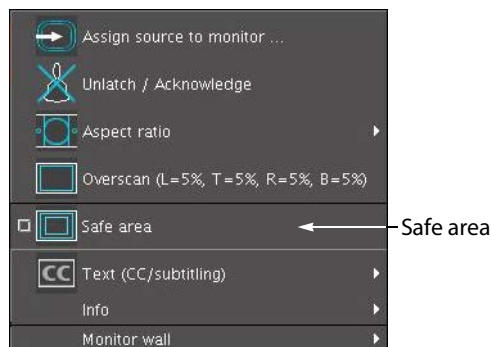 Assign source to monitor ...
Unlatch / Acknowledge
Aspect ratio
Overscan (L=5%, T=5%, R=5%, B=5%)
Safe area
Safe area
CC Text (CC/subtitling)
Info
Monitor wall